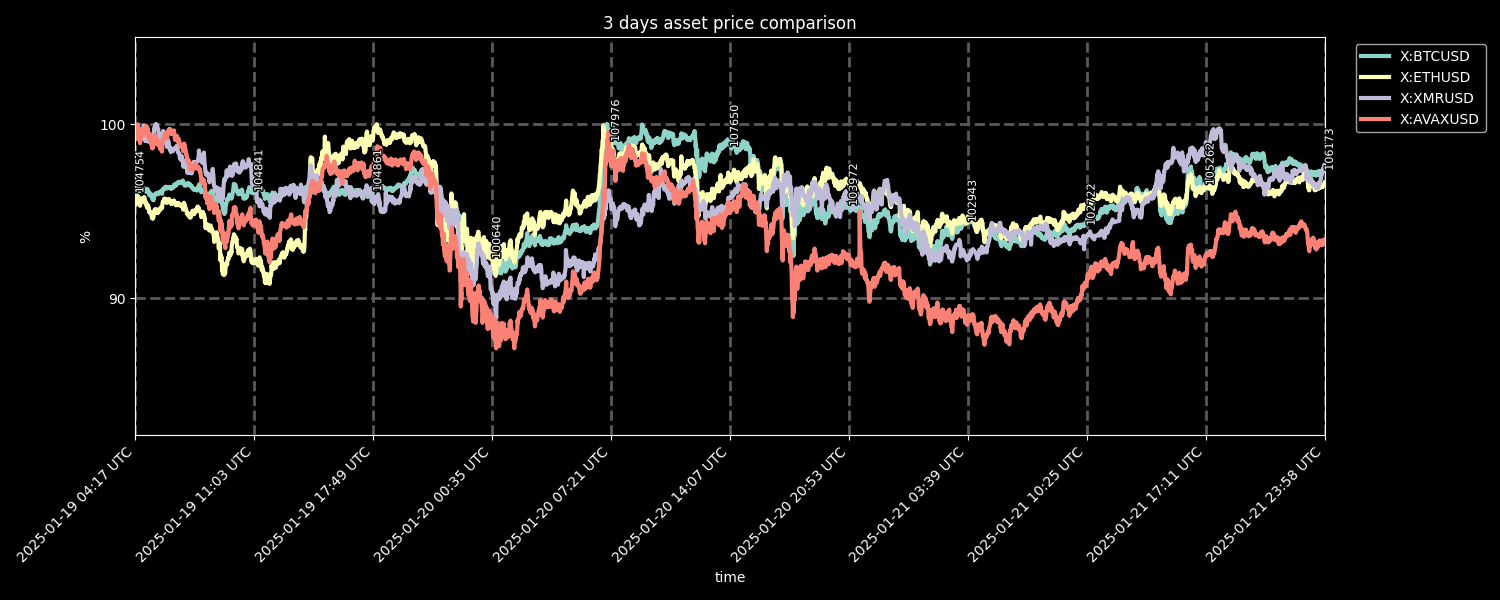 3 days asset price comparison
X:BTCUSD
X:ETHUSD
X:XMRUSD
X:AVAXUSD
100
90
%
104754
104841
104861
100640
107976
107650
103972
102943
102722
105262
106173
2025-01-19 04:17 UTC
2025-01-19 11:03 UTC
2025-01-19 17:49 UTC
2025-01-20 00:35 UTC
2025-01-20 07:21 UTC
2025-01-20 14:07 UTC
2025-01-20 20:53 UTC
2025-01-21 03:39 UTC
2025-01-21 10:25 UTC
2025-01-21 17:11 UTC
2025-01-21 23:58 UTC
time